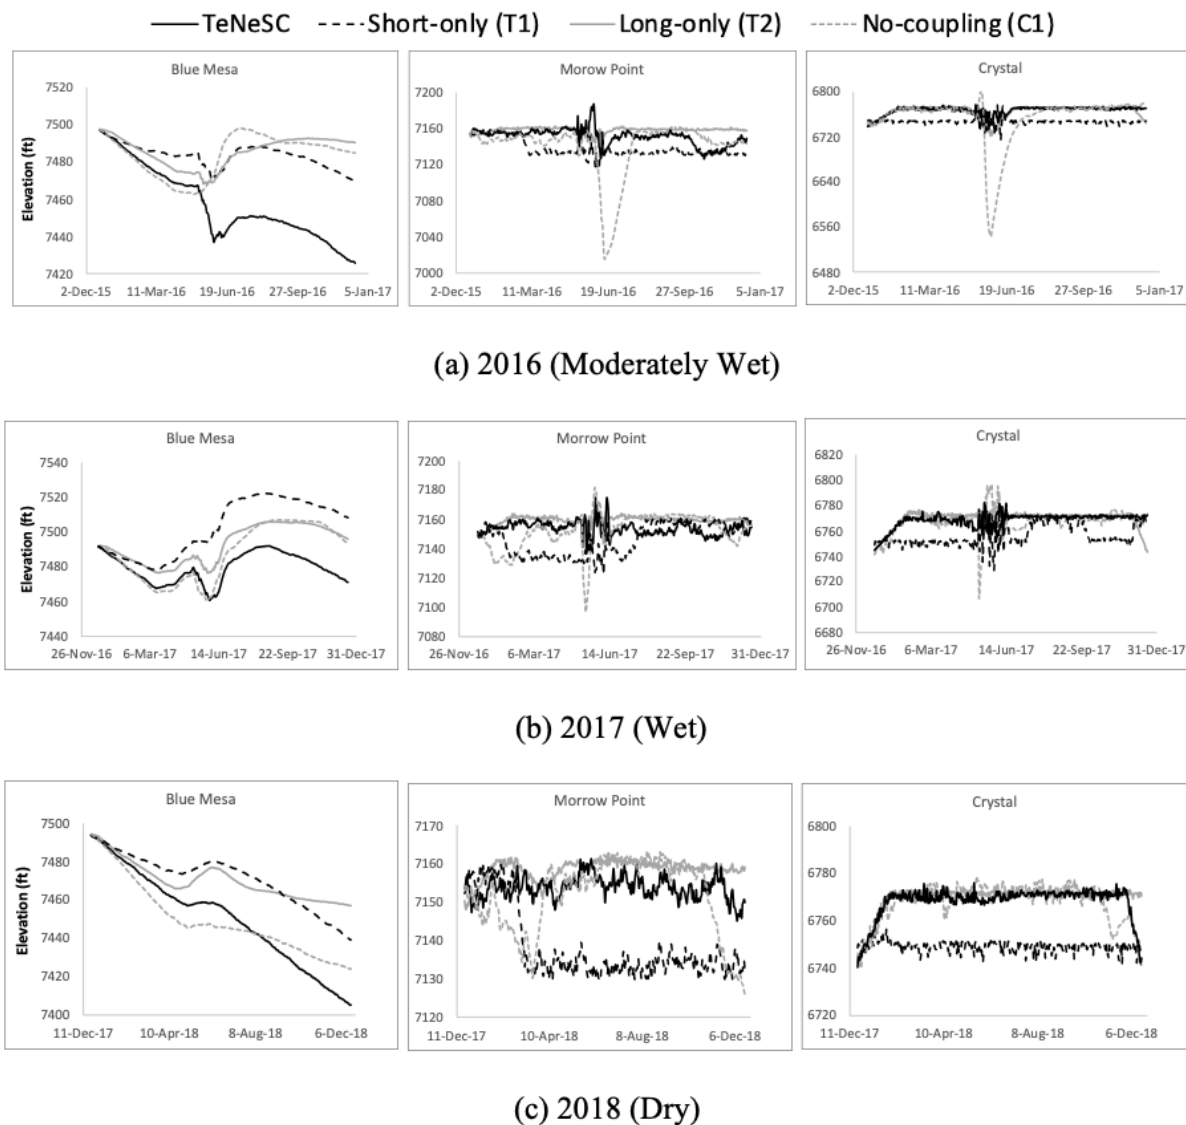 TeNeSC Short-only (T1) Long-only (T2) No-coupling (C1)
Blue Mesa
Elevation (ft)
7520
7500
7480
7460
7440
7420
2-Dec-15 11-Mar-16 19-Jun-16 27-Sep-16 5-Jan-17
Morow Point
7200
7160
7120
7080
7040
7000
2-Dec-15 11-Mar-16 19-Jun-16 27-Sep-16 5-Jan-17
Crystal
6800
6720
6640
6560
6480
2-Dec-15 11-Mar-16 19-Jun-16 27-Sep-16 5-Jan-17
(a) 2016 (Moderately Wet)
Blue Mesa
Elevation (ft)
7540
7520
7500
7480
7460
7440
26-Nov-16 6-Mar-17 14-Jun-17 22-Sep-17 31-Dec-17
Morrow Point
7200
7180
7160
7140
7120
7100
7080
26-Nov-16 6-Mar-17 14-Jun-17 22-Sep-17 31-Dec-17
Crystal
6820
6800
6780
6760
6740
6720
6700
6680
26-Nov-16 6-Mar-17 14-Jun-17 22-Sep-17 31-Dec-17
(b) 2017 (Wet)
Blue Mesa
Elevation (ft)
7500
7480
7460
7440
7420
7400
11-Dec-17 10-Apr-18 8-Aug-18 6-Dec-18
Morrow Point
7170
7160
7150
7140
7130
7120
11-Dec-17 10-Apr-18 8-Aug-18 6-Dec-18
Crystal
6800
6780
6760
6740
6720
11-Dec-17 10-Apr-18 8-Aug-18 6-Dec-18
(c) 2018 (Dry)